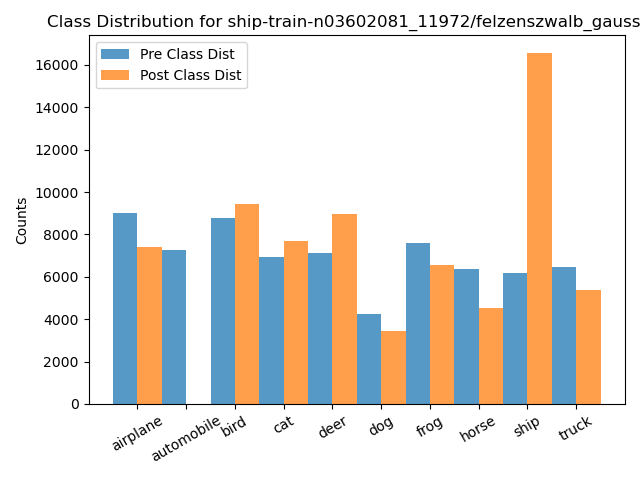 Class Distribution for ship-train-n03602081_11972/felzenszwalb_gauss
Pre Class Dist
Post Class Dist
Counts
16000
14000
12000
10000
8000
6000
4000
2000
0
airplane
automobile
bird
cat
deer
dog
frog
horse
ship
truck